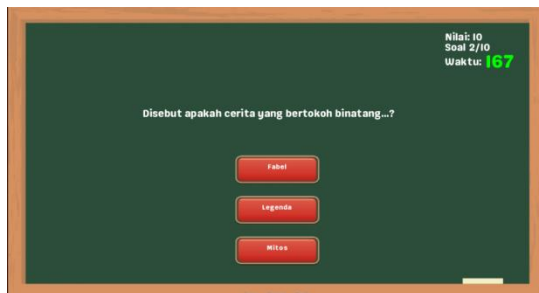 Nilai: 10
Soal 2/10
Waktu: 167
Disebut apakah cerita yang bertokoh binatang...?
Fabel
Legenda
Mitos